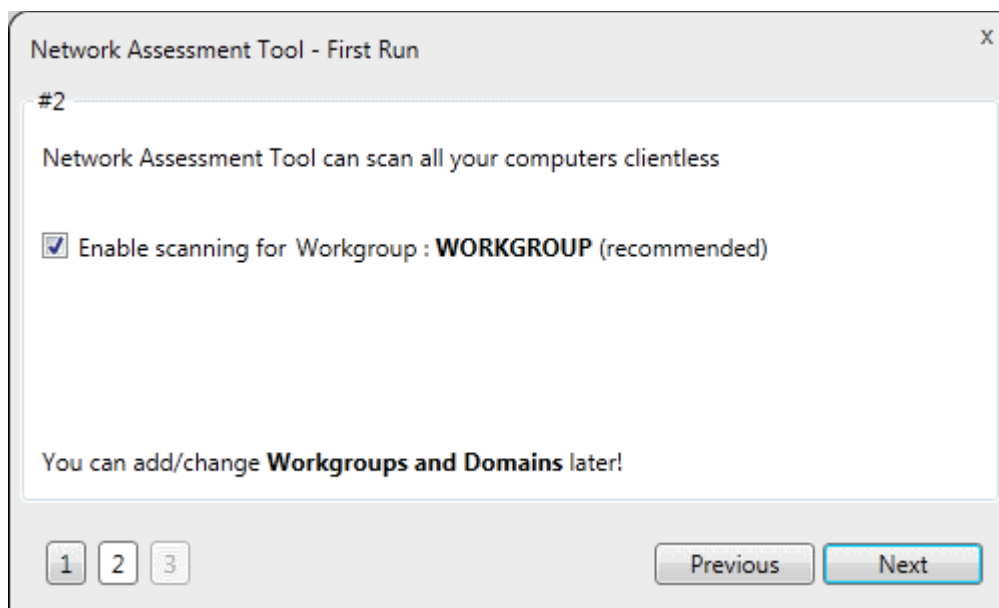 Network Assessment Tool - First Run
x
#2
Network Assessment Tool can scan all your computers clientless
Enable scanning for Workgroup : WORKGROUP (recommended)
You can add/change Workgroups and Domains later!
1 2 3 Previous Next